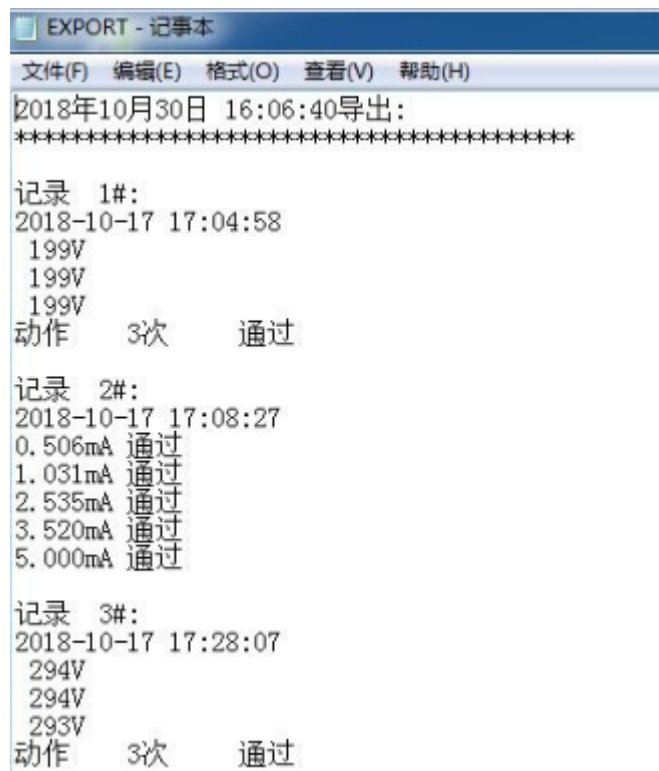 EXPORT - 记事本
文件(F) 编辑(E) 格式(O) 查看(V) 帮助(H)
2018年10月30日 16:06:40导出:
******************************************
记录 1#:
2018-10-17 17:04:58
199V
199V
199V
动作 3次 通过
记录 2#:
2018-10-17 17:08:27
0.506mA 通过
1.031mA 通过
2.535mA 通过
3.520mA 通过
5.000mA 通过
记录 3#:
2018-10-17 17:28:07
294V
294V
293V
动作 3次 通过